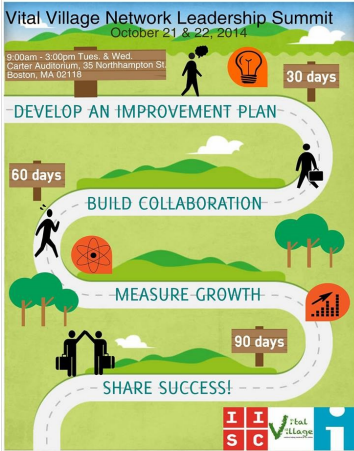 Vital Village Network Leadership Summit
October 21 & 22, 2014
9:00am - 3:00pm Tues. & Wed.
Carter Auditorium, 35 Northhampton St.
Boston, MA 02118
30 days
DEVELOP AN IMPROVEMENT PLAN
60 days
BUILD COLLABORATION
MEASURE GROWTH
90 days
SHARE SUCCESS!
I I
S C
Vital
Village
i